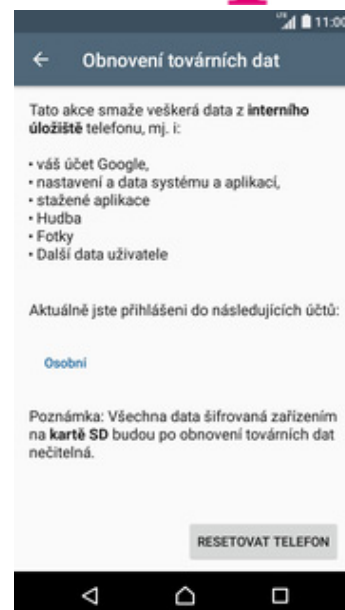 LTE 11:00
Obnovení továrních dat
Tato akce smaže veškerá data z interního
úložiště telefonu, mj. i:
• váš účet Google,
• nastavení a data systému a aplikací,
• stažené aplikace
• Hudba
• Fotky
• Další data uživatele
Aktuálně jste přihlášeni do následujících účtů:
Osobní
Poznámka: Všechna data šifrovaná zařízením
na kartě SD budou po obnovení továrních dat
nečitelná.
RESETOVAT TELEFON